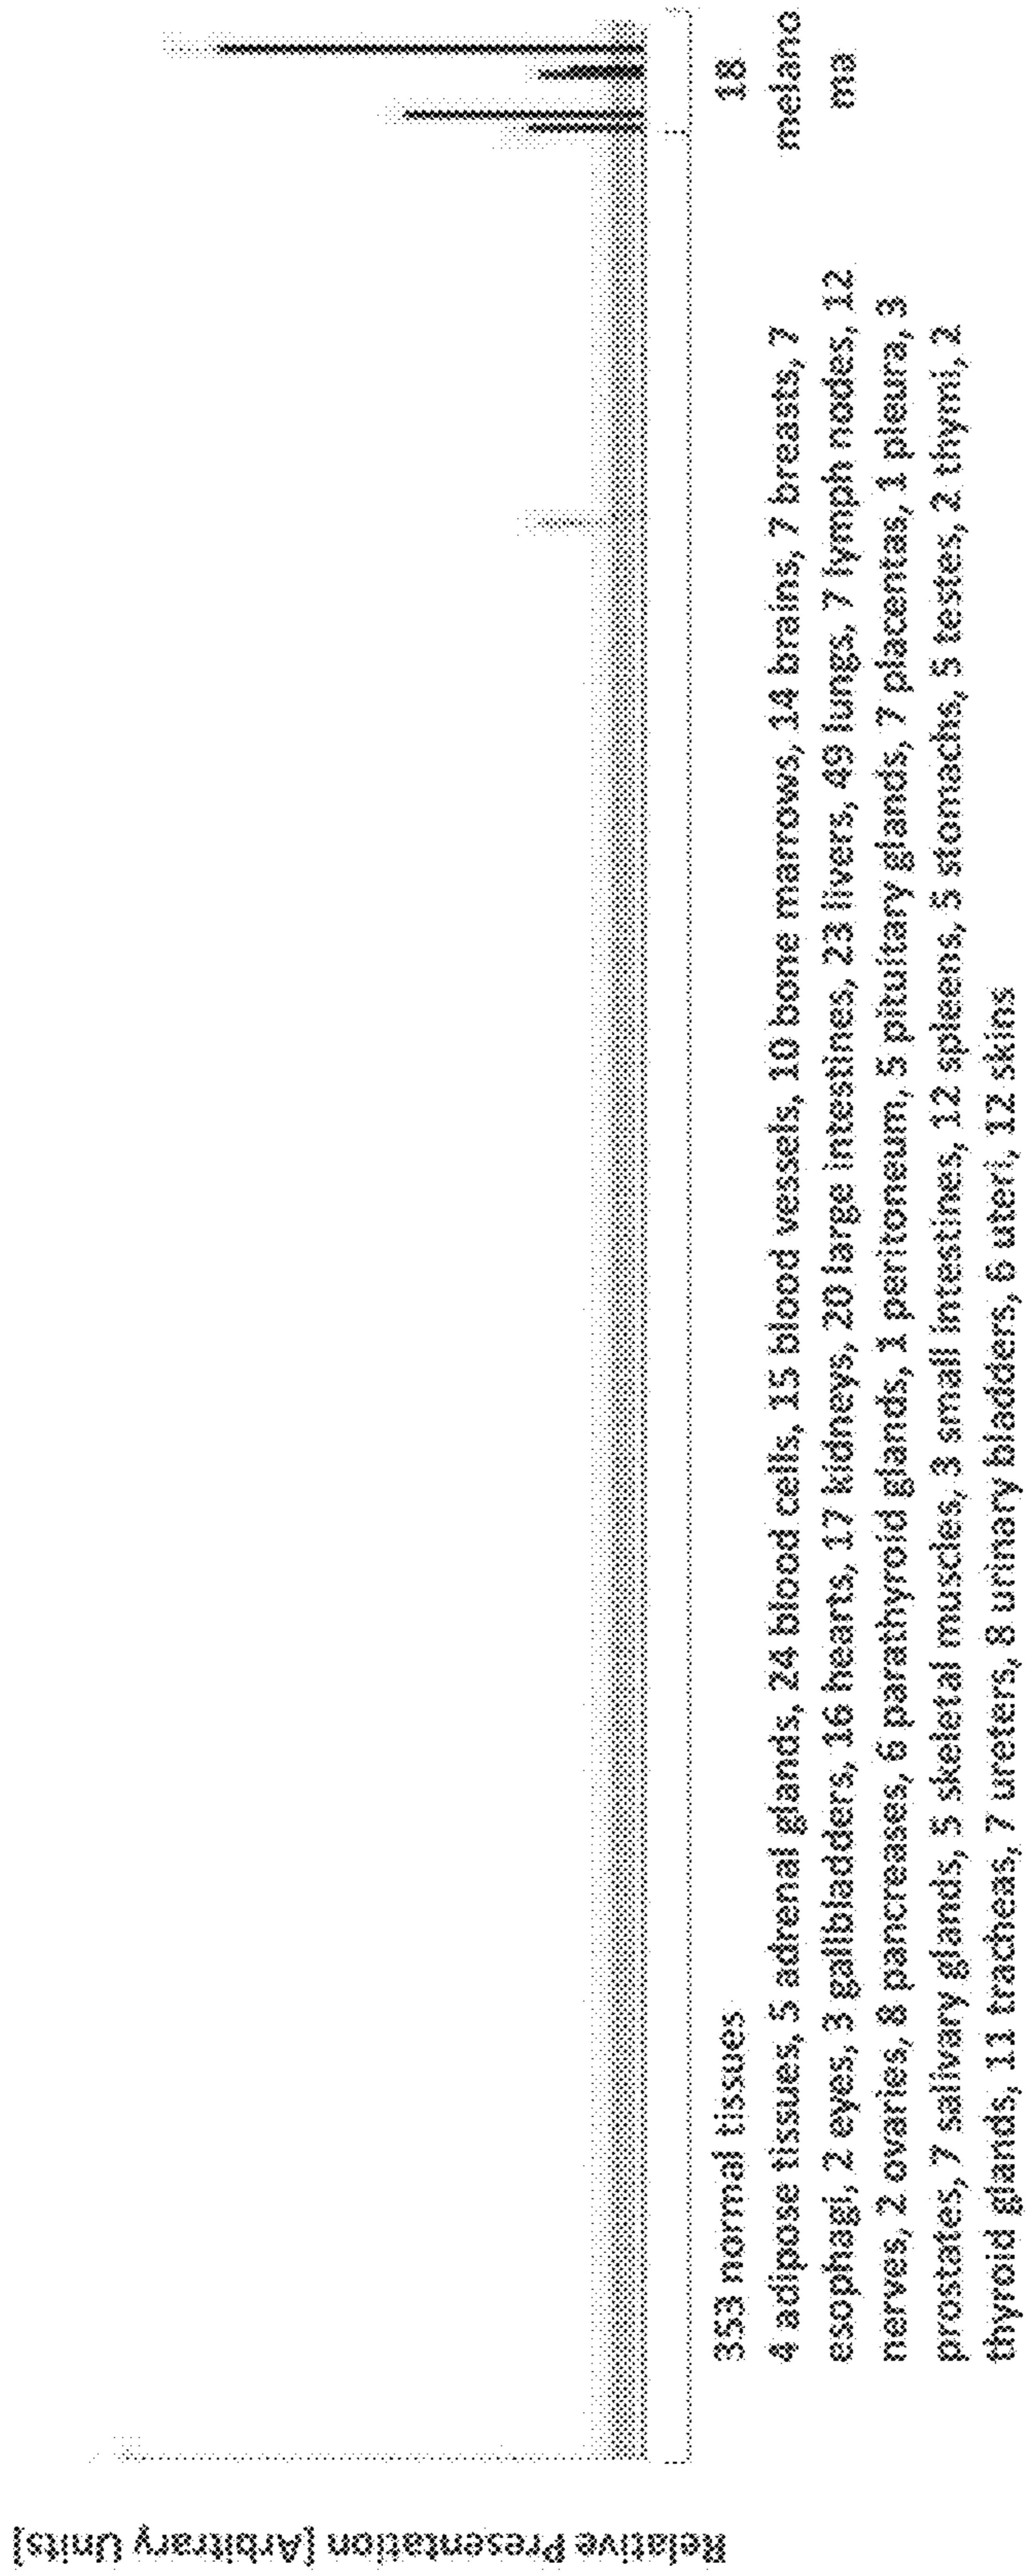 Relative Presentation [Arbitrary Units]
353 normal tissues
4 adipose tissues, 5 adrenal glands, 24 blood cells, 15 blood vessels, 10 bone marrows, 14 brains, 7 breasts, 7
esophagi, 2 eyes, 3 gallbladders, 16 hearts, 17 kidneys, 20 large intestines, 23 livers, 49 lungs, 7 lymph nodes, 12
nerves, 2 ovaries, 8 pancreases, 6 parathyroid glands, 1 peritoneum, 5 pituitary glands, 7 placentas, 1 pleura, 3
prostates, 7 salivary glands, 5 skeletal muscles, 3 small intestines, 12 spleens, 5 stomachs, 5 testes, 2 thymi, 2
thyroid glands, 11 tracheas, 7 ureters, 8 urinary bladders, 6 uteri, 12 skins
18
melano
ma